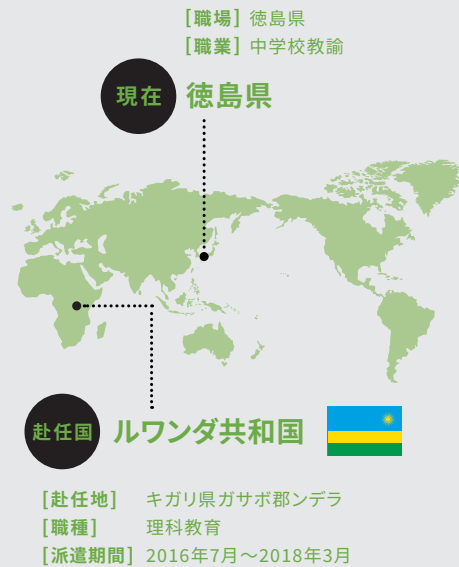 [職場] 徳島県
[職業] 中学校教諭
現在 徳島県
赴任国 ルワンダ共和国
[赴任地] キガリ県ガサボ郡ンデラ
[職種] 理科教育
[派遣期間] 2016年7月～2018年3月